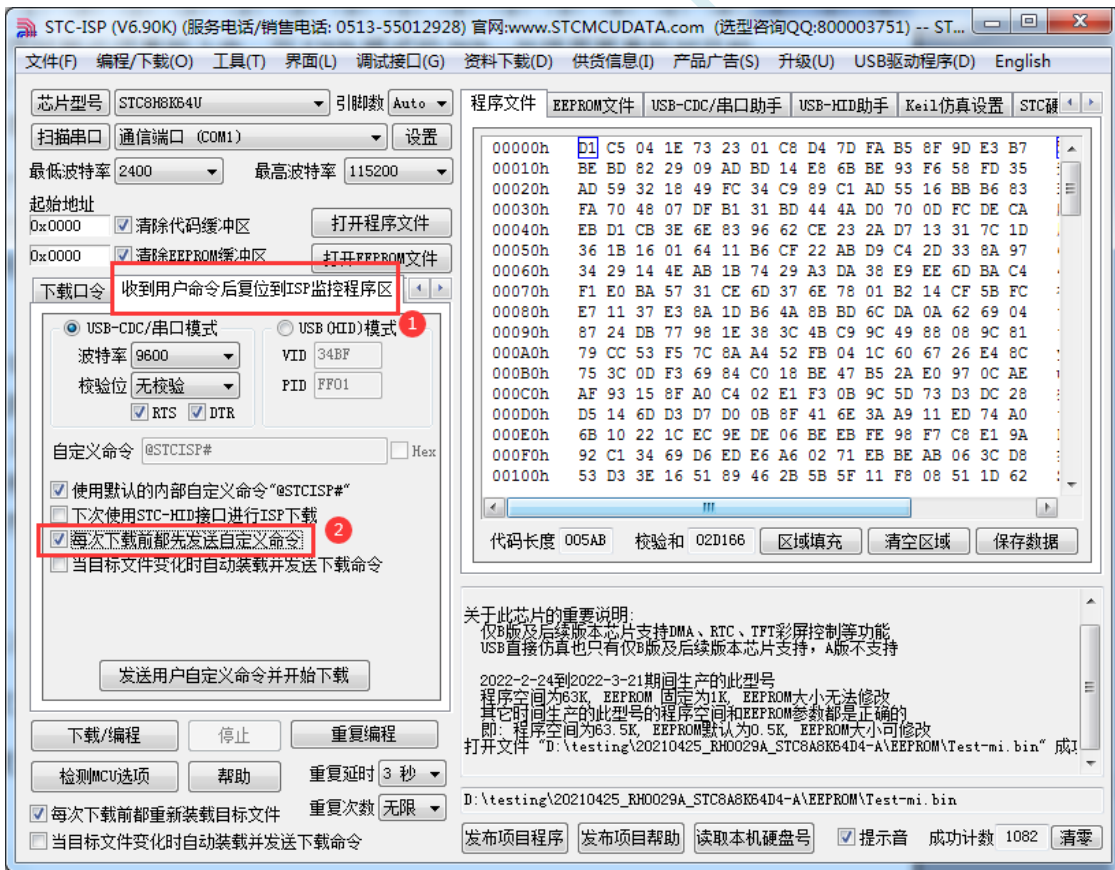 STC-ISP (V6.90K) (服务电话/销售电话: 0513-55012928) 官网:www.STCMCUDATA.com (选型咨询QQ:800003751) -- ST...
文件(F) 编程/下载(O) 工具(T) 界面(L) 调试接口(G) 资料下载(D) 供货信息(I) 产品广告(S) 升级(U) USB驱动程序(D) English
芯片型号 STC8H8K64U 引脚数 Auto
扫描串口 通信端口 (COM1) 设置
最低波特率 2400 最高波特率 115200
起始地址
0x0000 清除代码缓冲区 打开程序文件
0x0000 清除EEPROM缓冲区 打开EEPROM文件
下载口令 收到用户命令后复位到ISP监控程序区
1
USB-CDC/串口模式 USB(HID)模式
波特率 9600 VID 34BF
校验位 无校验 PID FF01
RTS DTR
自定义命令 @STCISP# Hex
使用默认的内部自定义命令"@STCISP#"
下次使用STC-HID接口进行ISP下载
每次下载前都先发送自定义命令
2
当目标文件变化时自动装载并发送下载命令
发送用户自定义命令并开始下载
下载/编程 停止 重复编程
检测MCU选项 帮助 重复延时 3 秒
每次下载前都重新装载目标文件 重复次数 无限
当目标文件变化时自动装载并发送下载命令
程序文件 EEPROM文件 USB-CDC/串口助手 USB-HID助手 Keil仿真设置
00000h D1 C5 04 1E 73 23 01 C8 D4 7D FA B5 8F 9D E3 B7
00010h BE BD 82 29 09 AD BD 14 E8 6B BE 93 F6 58 FD 35
00020h AD 59 32 18 49 FC 34 C9 89 C1 AD 55 16 BB B6 83
00030h FA 70 48 07 DF B1 31 BD 44 4A D0 70 0D FC DE CA
00040h EB D1 CB 3E 6E 83 96 62 CE 23 2A D7 13 31 7C 1D
00050h 36 1B 16 01 64 11 B6 CF 22 AB D9 C4 2D 33 8A 97
00060h 34 29 14 4E AB 1B 74 29 A3 DA 38 E9 EE 6D BA C4
00070h F1 E0 BA 57 31 CE 6D 37 6E 78 01 B2 14 CF 5B FC
00080h E7 11 37 E3 8A 1D B6 4A 8B BD 6C DA 0A 62 69 04
00090h 87 24 DB 77 98 1E 38 3C 4B C9 9C 49 88 08 9C 81
000A0h 79 CC 53 F5 7C 8A A4 52 FB 04 1C 60 67 26 E4 8C
000B0h 75 3C 0D F3 69 84 C0 18 BE 47 B5 2A E0 97 0C AE
000C0h AF 93 15 8F A0 C4 02 E1 F3 0B 9C 5D 73 D3 DC 28
000D0h D5 14 6D D3 D7 D0 0B 8F 41 6E 3A A9 11 ED 74 A0
000E0h 6B 10 22 1C EC 9E DE 06 BE EB FE 98 F7 C8 E1 9A
000F0h 92 C1 34 69 D6 ED E6 A6 02 71 EB BE AB 06 3C D8
00100h 53 D3 3E 16 51 89 46 2B 5B 5F 11 F8 08 51 1D 62
代码长度 005AB 校验和 02D166 区域填充 清空区域 保存数据
关于此芯片的重要说明:
仅B版及后续版本芯片支持DMA、RTC、TFT彩屏控制等功能
USB直接仿真也只有仅B版及后续版本芯片支持，A版不支持
2022-2-24到2022-3-21期间生产的此型号
程序空间为63K, EEPROM 固定为1K, EEPROM大小无法修改
其它时间生产的此型号的程序空间和EEPROM参数都是正确的
即: 程序空间为63.5K, EEPROM默认为0.5K, EEPROM大小可修改
打开文件 "D:\testing\20210425_RH0029A_STC8A8K64D4-A\EEPROM\Test-mi.bin"
D:\testing\20210425_RH0029A_STC8A8K64D4-A\EEPROM\Test-mi.bin
发布项目程序 发布项目帮助 读取本机硬盘号 提示音 成功计数 1082 清零